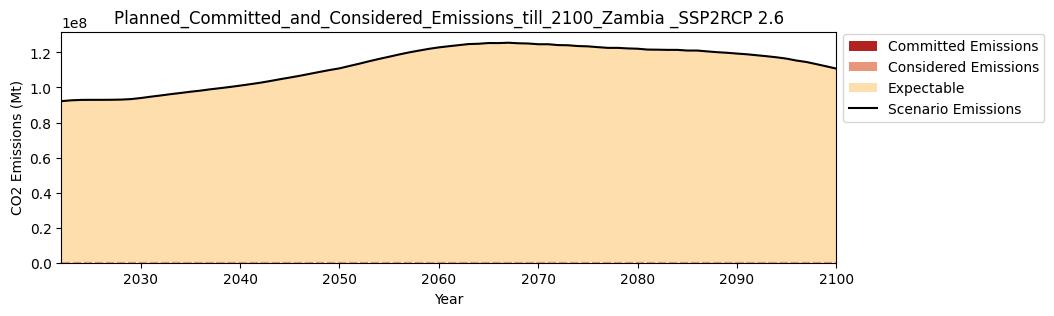 Planned_Committed_and_Considered_Emissions_till_2100_Zambia _SSP2RCP 2.6
1e8
1.2
1.0
0.8
0.6
0.4
0.2
0.0
CO2 Emissions (Mt)
2030 2040 2050 2060 2070 2080 2090 2100
Year
Committed Emissions
Considered Emissions
Expectable
Scenario Emissions